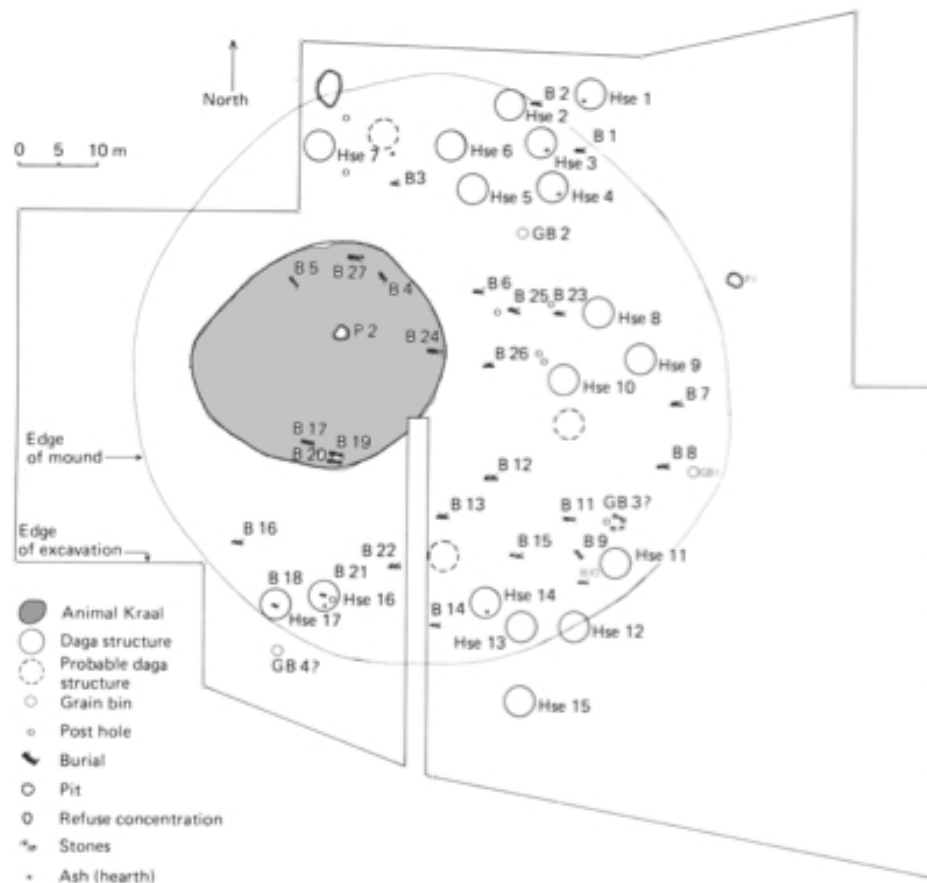 North
0 5 10 m
B 2
Hse 1
Hse 2
B 1
Hse 7
Hse 6
Hse 3
B3
Hse 5
Hse 4
GB 2
B 5
B 27
B 4
B 6
B 25
B 23
Hse 8
P 2
B 24
B 26
Hse 9
Hse 10
B 7
B 17
B 19
B 20
Edge
of mound
B 12
B 8
B 13
B 11
GB 3?
B 16
Edge
of excavation
B 22
B 15
B 9
Hse 11
B 18
B 21
Hse 16
Hse 17
Hse 14
B 14
Hse 13
Hse 12
GB 4?
Hse 15
Animal Kraal
Daga structure
Probable daga
structure
Grain bin
Post hole
Burial
Pit
Refuse concentration
Stones
Ash (hearth)